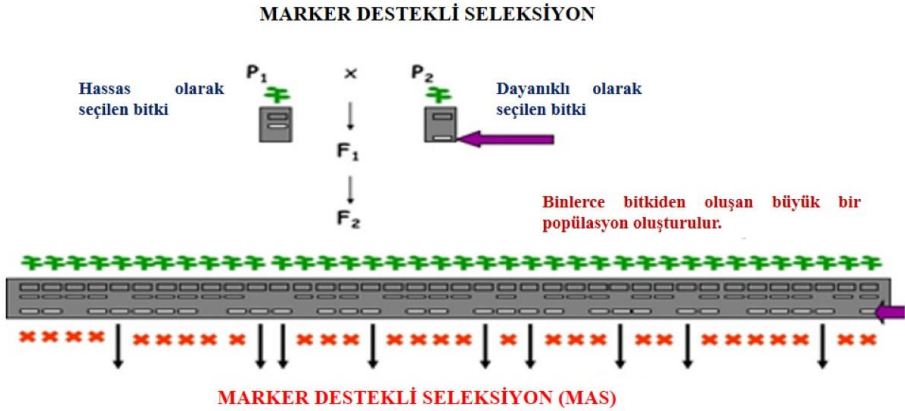 MARKER DESTEKLİ SELEKSİYON
P1 × P2
Hassas olarak
seçilen bitki
Dayanıklı olarak
seçilen bitki
F1
F2
Binlerce bitkiden oluşan büyük bir
popülasyon oluşturulur.
MARKER DESTEKLİ SELEKSİYON (MAS)